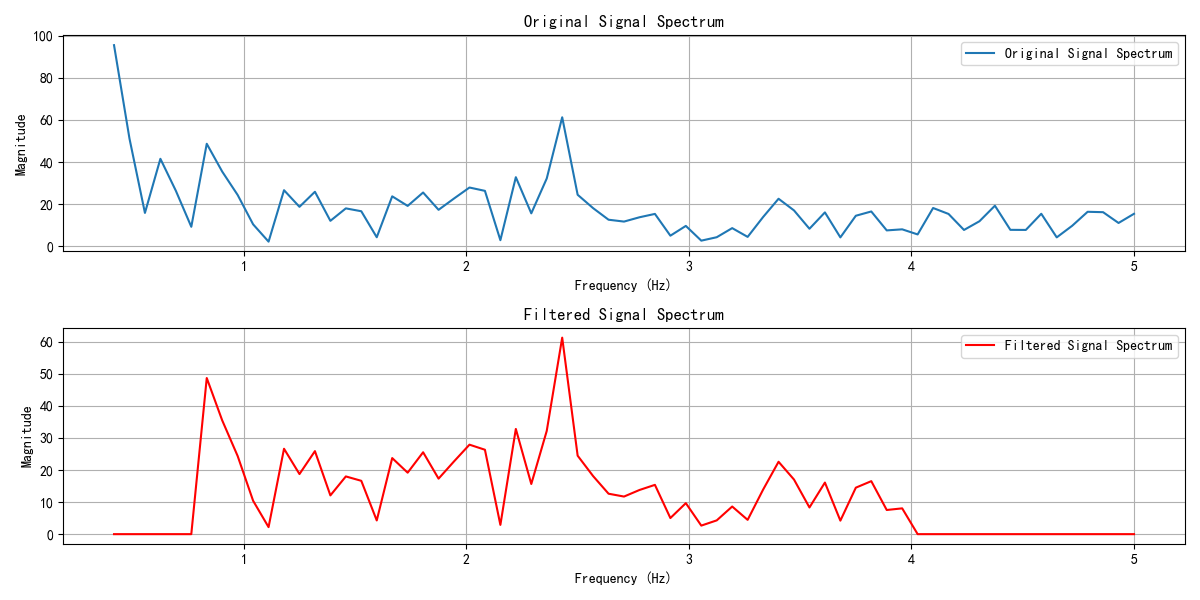 Original Signal Spectrum
100
80
60
40
20
0
Magnitude
Original Signal Spectrum
1 2 3 4 5
Frequency (Hz)
Filtered Signal Spectrum
60
50
40
30
20
10
0
Magnitude
Filtered Signal Spectrum
1 2 3 4 5
Frequency (Hz)